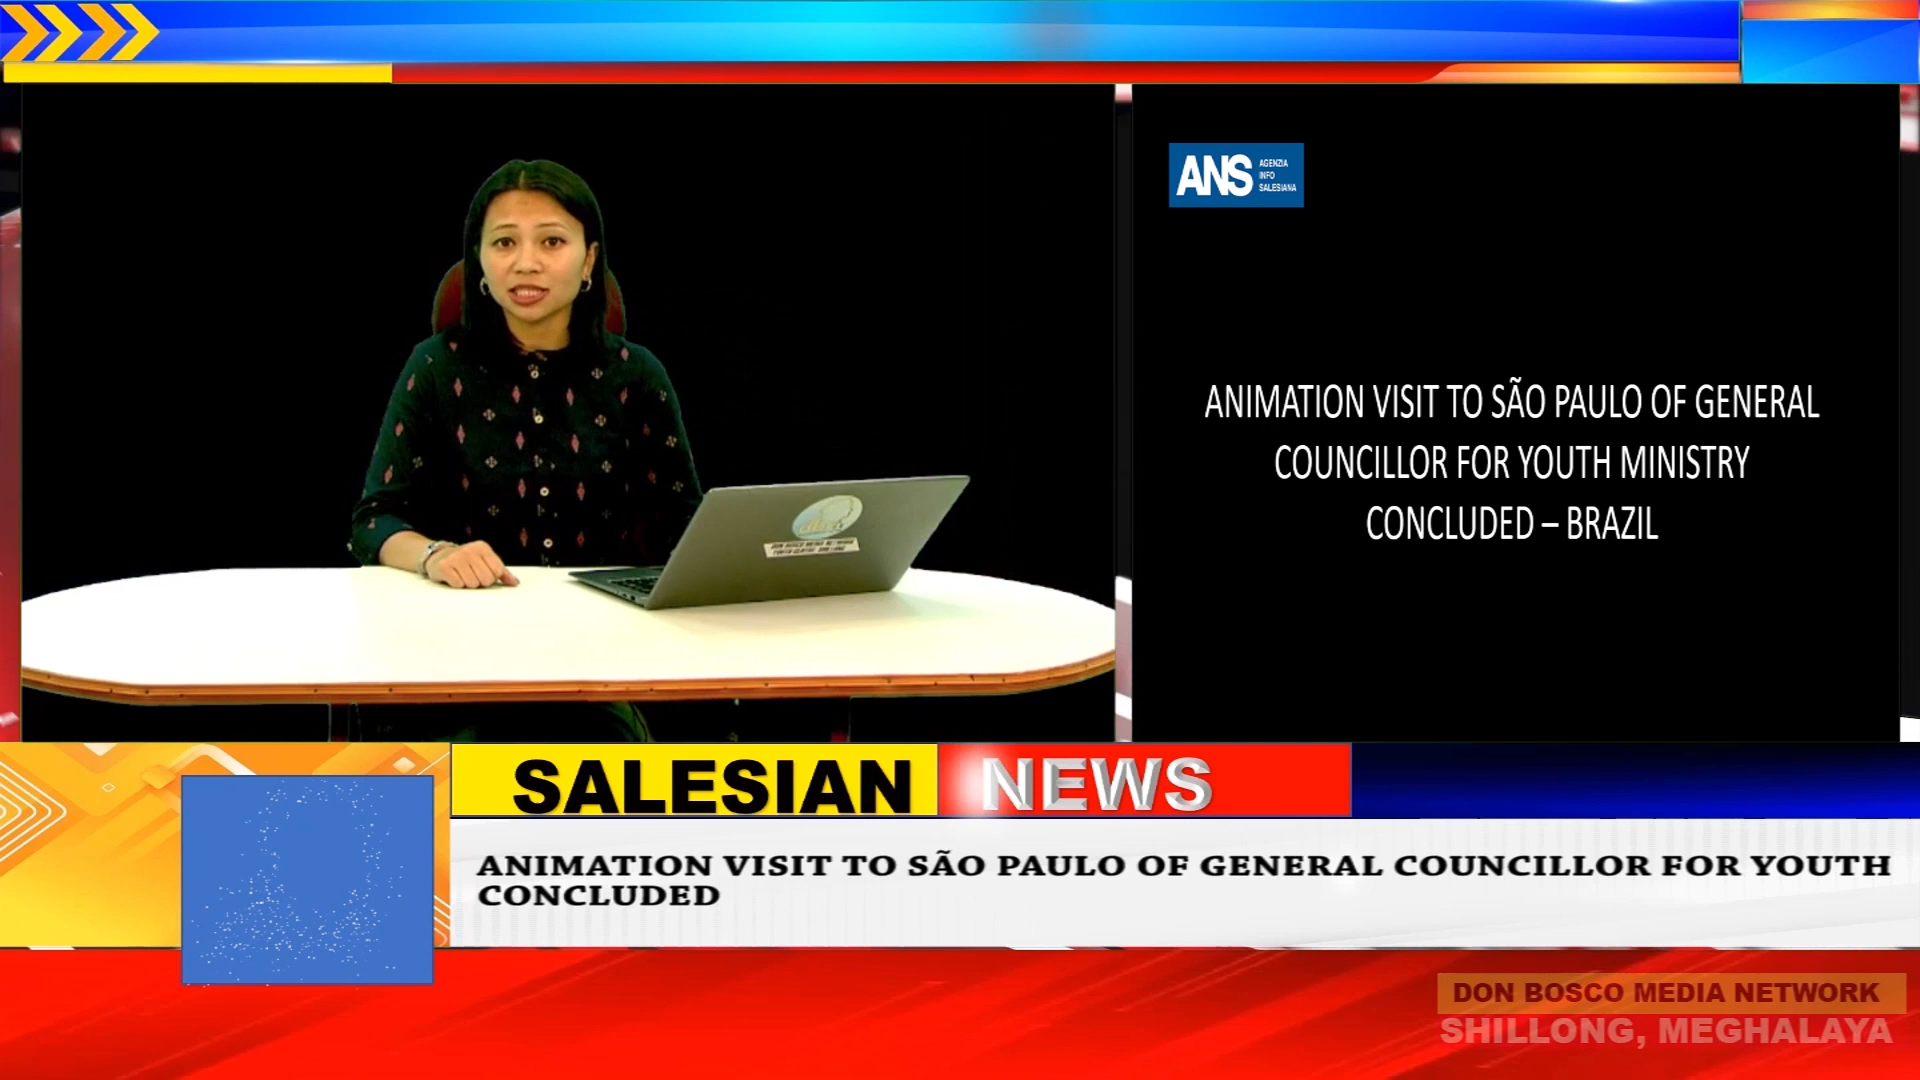 ANS
AGENZIA
INFO
SALESIANA
ANIMATION VISIT TO SÃO PAULO OF GENERAL
COUNCILLOR FOR YOUTH MINISTRY
CONCLUDED – BRAZIL
SALESIAN NEWS
ANIMATION VISIT TO SÃO PAULO OF GENERAL COUNCILLOR FOR YOUTH
CONCLUDED
DON BOSCO MEDIA NETWORK
SHILLONG, MEGHALAYA